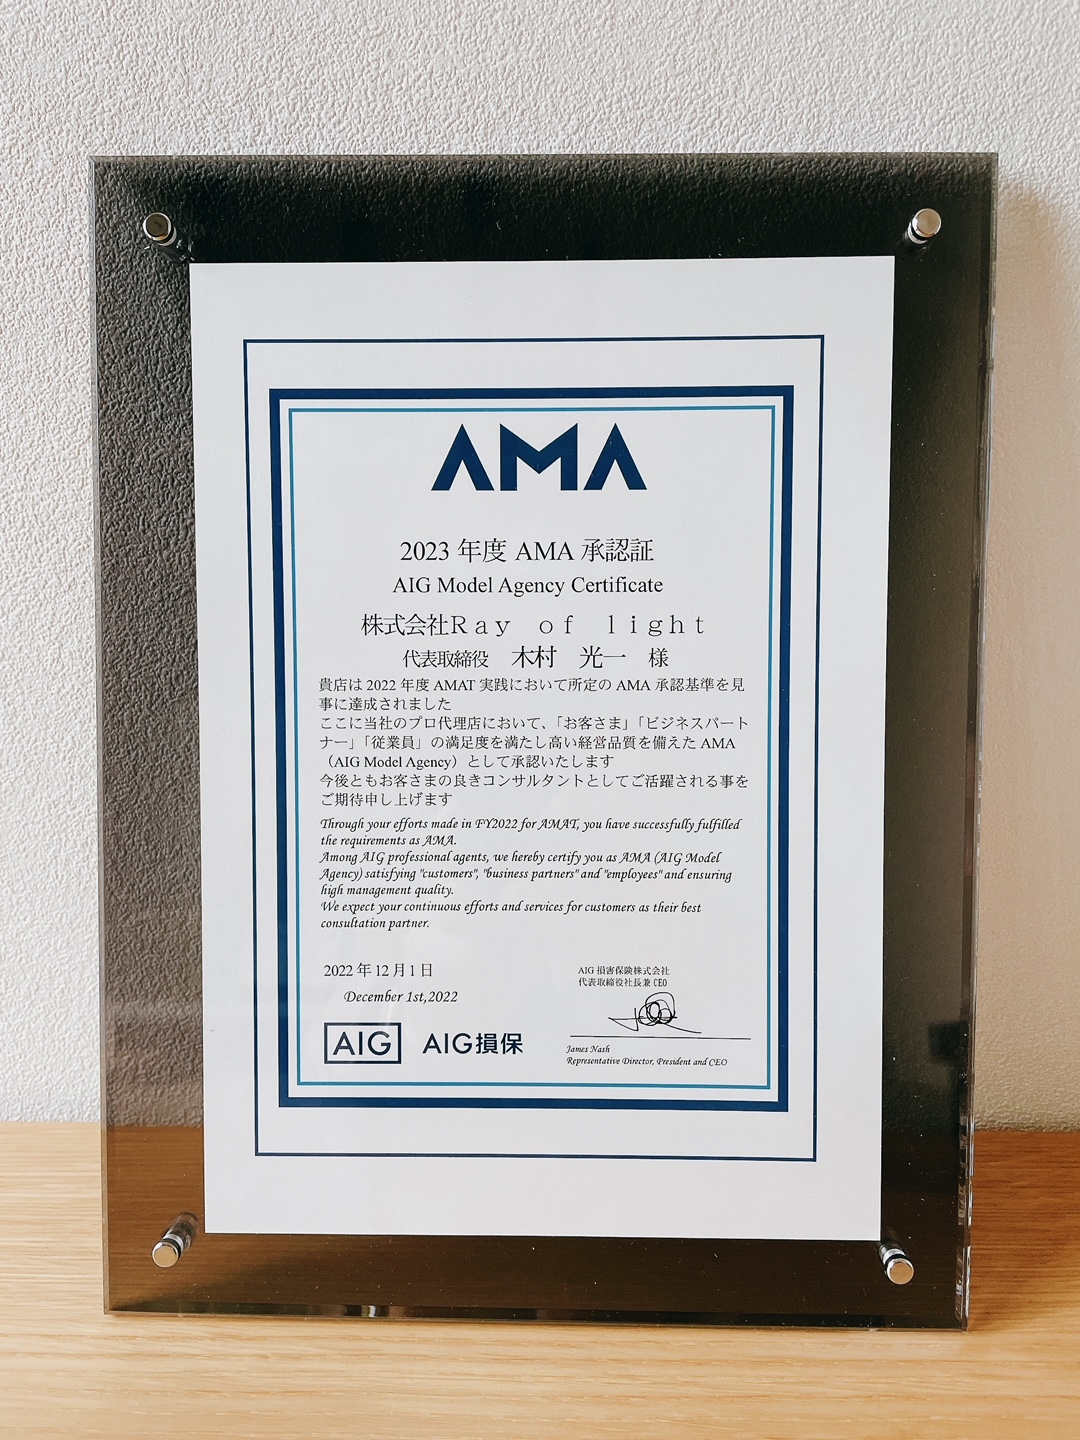 AMA
2023 年度 AMA 承認証
AIG Model Agency Certificate
株式会社Ｒａｙ　ｏｆ　ｌｉｇｈｔ
代表取締役　木村　光一　様
貴店は 2022 年度 AMAT 実践において所定の AMA 承認基準を見
事に達成されました
ここに当社のプロ代理店において、「お客さま」「ビジネスパート
ナー」「従業員」の満足度を満たし高い経営品質を備えた AMA
（AIG Model Agency）として承認いたします
今後ともお客さまの良きコンサルタントとしてご活躍される事を
ご期待申し上げます
Through your efforts made in FY2022 for AMAT, you have successfully fulfilled
the requirements as AMA.
Among AIG professional agents, we hereby certify you as AMA (AIG Model
Agency) satisfying "customers", "business partners" and "employees" and ensuring
high management quality.
We expect your continuous efforts and services for customers as their best
consultation partner.
2022 年 12 月 1 日
December 1st,2022
AIG 損害保険株式会社
代表取締役社長兼 CEO
James Nash
Representative Director, President and CEO
AIG
AIG損保